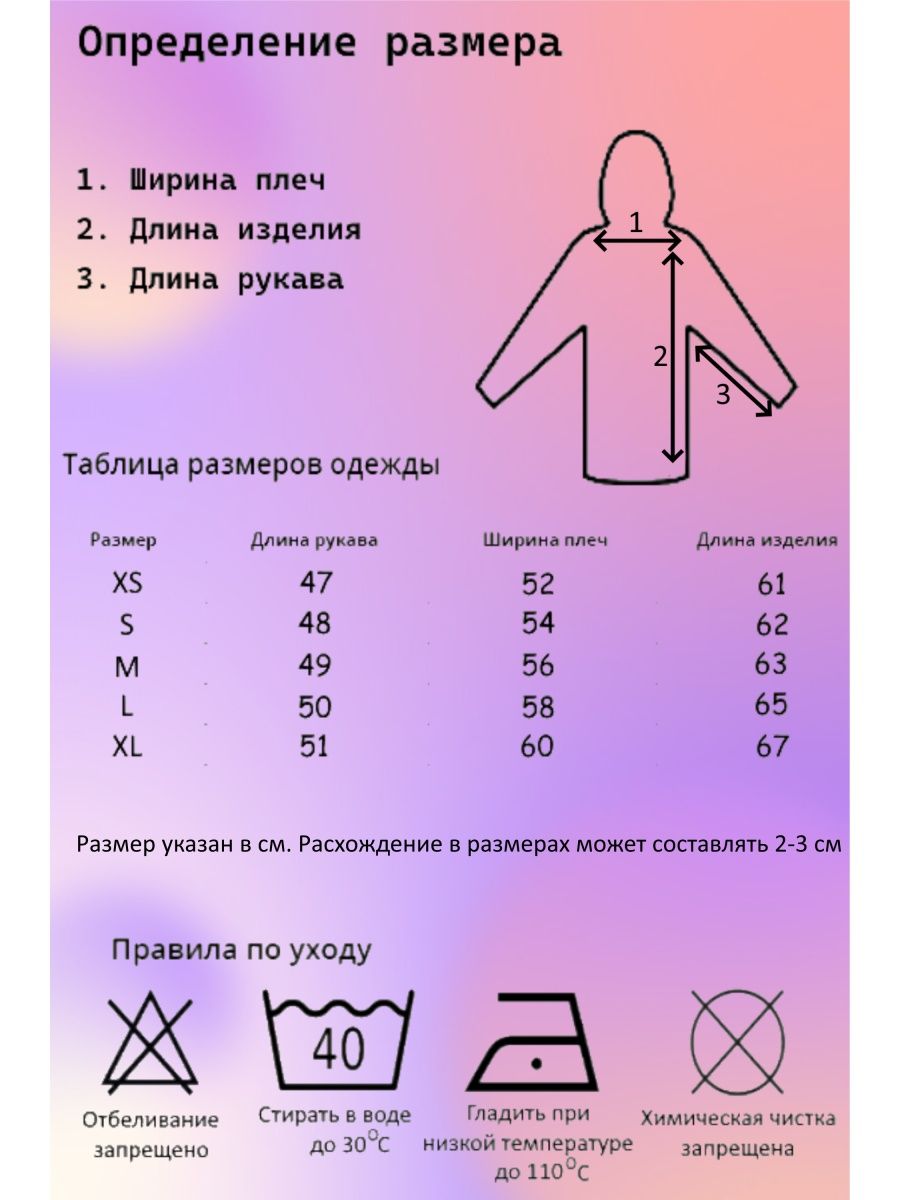 Определение размера
1. Ширина плеч
2. Длина изделия
3. Длина рукава
1
2
3
Таблица размеров одежды
Размер Длина рукава Ширина плеч Длина изделия
XS 47 52 61
S 48 54 62
M 49 56 63
L 50 58 65
XL 51 60 67
Размер указан в см. Расхождение в размерах может составлять 2-3 см
Правила по уходу
40
Отбеливание
запрещено
Стирать в воде
до 30°C
Гладить при
низкой температуре
до 110°C
Химическая чистка
запрещена